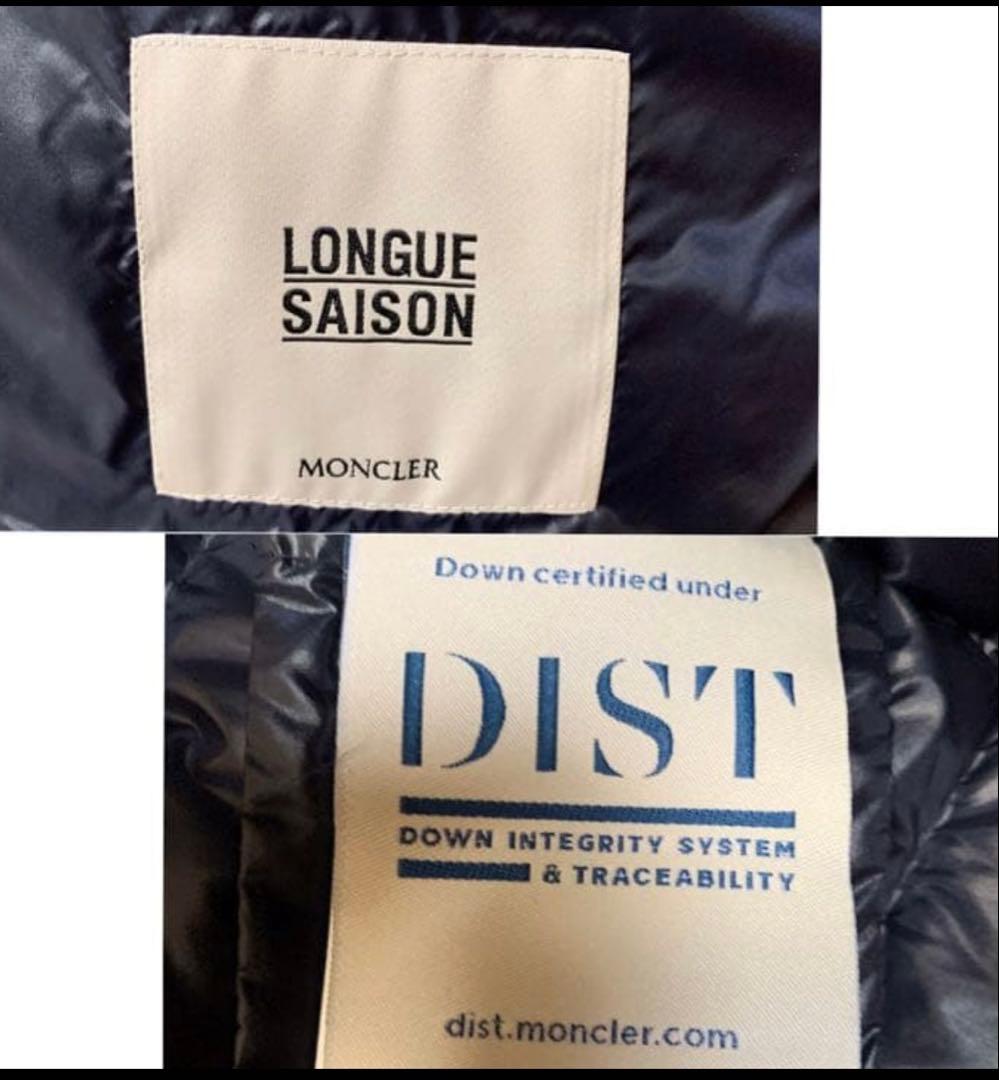 LONGUE
SAISON
MONCLER
Down certified under
DIST
DOWN INTEGRITY SYSTEM
& TRACEABILITY
dist.moncler.com